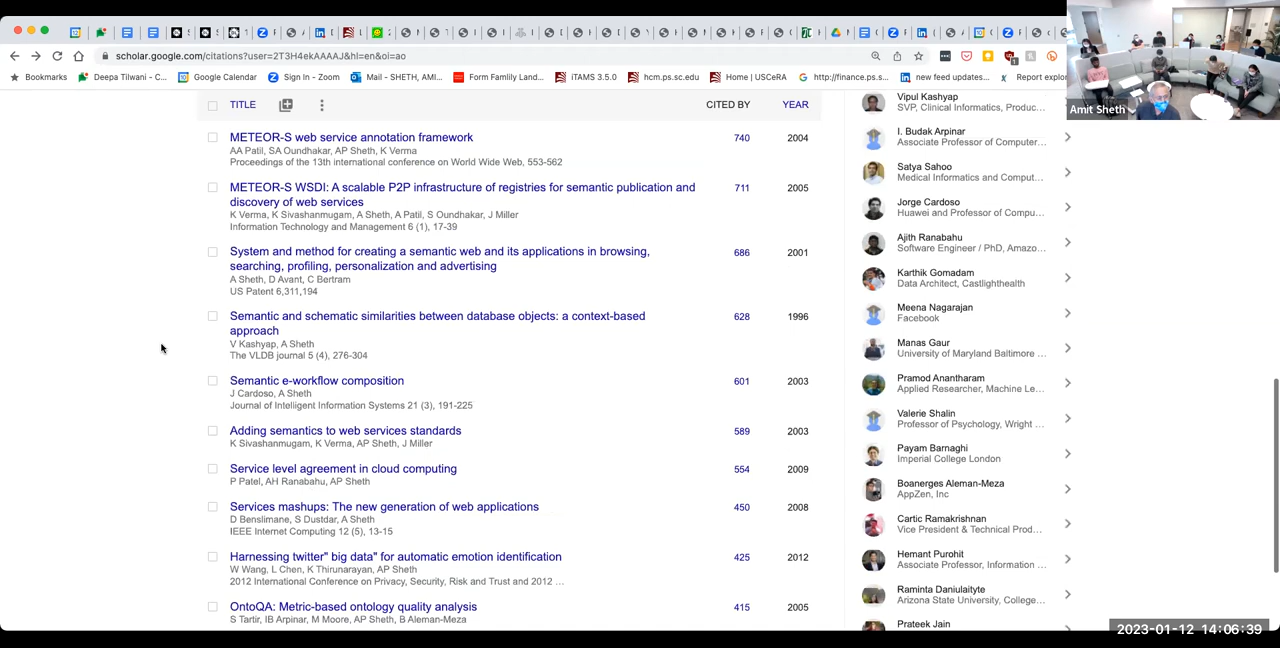 scholar.google.com/citations?user=2T3H4ekAAAAJ&hl=en&oi=ao
Bookmarks
Deepa Tilwani - C...
Google Calendar
Sign In - Zoom
Mail - SHETH, AMI...
Form Famliy Land...
iTAMS 3.5.0
hcm.ps.sc.edu
Home | USCeRA
http://finance.ps.s...
new feed updates...
Report explor
Amit Sheth
TITLE CITED BY YEAR
METEOR-S web service annotation framework 740 2004
AA Patil, SA Oundhakar, AP Sheth, K Verma
Proceedings of the 13th international conference on World Wide Web, 553-562
METEOR-S WSDI: A scalable P2P infrastructure of registries for semantic publication and 711 2005
discovery of web services
K Verma, K Sivashanmugam, A Sheth, A Patil, S Oundhakar, J Miller
Information Technology and Management 6 (1), 17-39
System and method for creating a semantic web and its applications in browsing, 686 2001
searching, profiling, personalization and advertising
A Sheth, D Avant, C Bertram
US Patent 6,311,194
Semantic and schematic similarities between database objects: a context-based 628 1996
approach
V Kashyap, A Sheth
The VLDB journal 5 (4), 276-304
Semantic e-workflow composition 601 2003
J Cardoso, A Sheth
Journal of Intelligent Information Systems 21 (3), 191-225
Adding semantics to web services standards 589 2003
K Sivashanmugam, K Verma, AP Sheth, J Miller
Service level agreement in cloud computing 554 2009
P Patel, AH Ranabahu, AP Sheth
Services mashups: The new generation of web applications 450 2008
D Benslimane, S Dustdar, A Sheth
IEEE Internet Computing 12 (5), 13-15
Harnessing twitter" big data" for automatic emotion identification 425 2012
W Wang, L Chen, K Thirunarayan, AP Sheth
2012 International Conference on Privacy, Security, Risk and Trust and 2012 ...
OntoQA: Metric-based ontology quality analysis 415 2005
S Tartir, IB Arpinar, M Moore, AP Sheth, B Aleman-Meza
Vipul Kashyap
SVP, Clinical Informatics, Produc...
I. Budak Arpinar
Associate Professor of Computer...
Satya Sahoo
Medical Informatics and Comput...
Jorge Cardoso
Huawei and Professor of Compu...
Ajith Ranabahu
Software Engineer / PhD, Amazo...
Karthik Gomadam
Data Architect, Castlighthealth
Meena Nagarajan
Facebook
Manas Gaur
University of Maryland Baltimore ...
Pramod Anantharam
Applied Researcher, Machine Le...
Valerie Shalin
Professor of Psychology, Wright ...
Payam Barnaghi
Imperial College London
Boanerges Aleman-Meza
AppZen, Inc
Cartic Ramakrishnan
Vice President & Technical Prod...
Hemant Purohit
Associate Professor, Information ...
Raminta Daniulaityte
Arizona State University, College...
Prateek Jain
2023-01-12 14:06:39